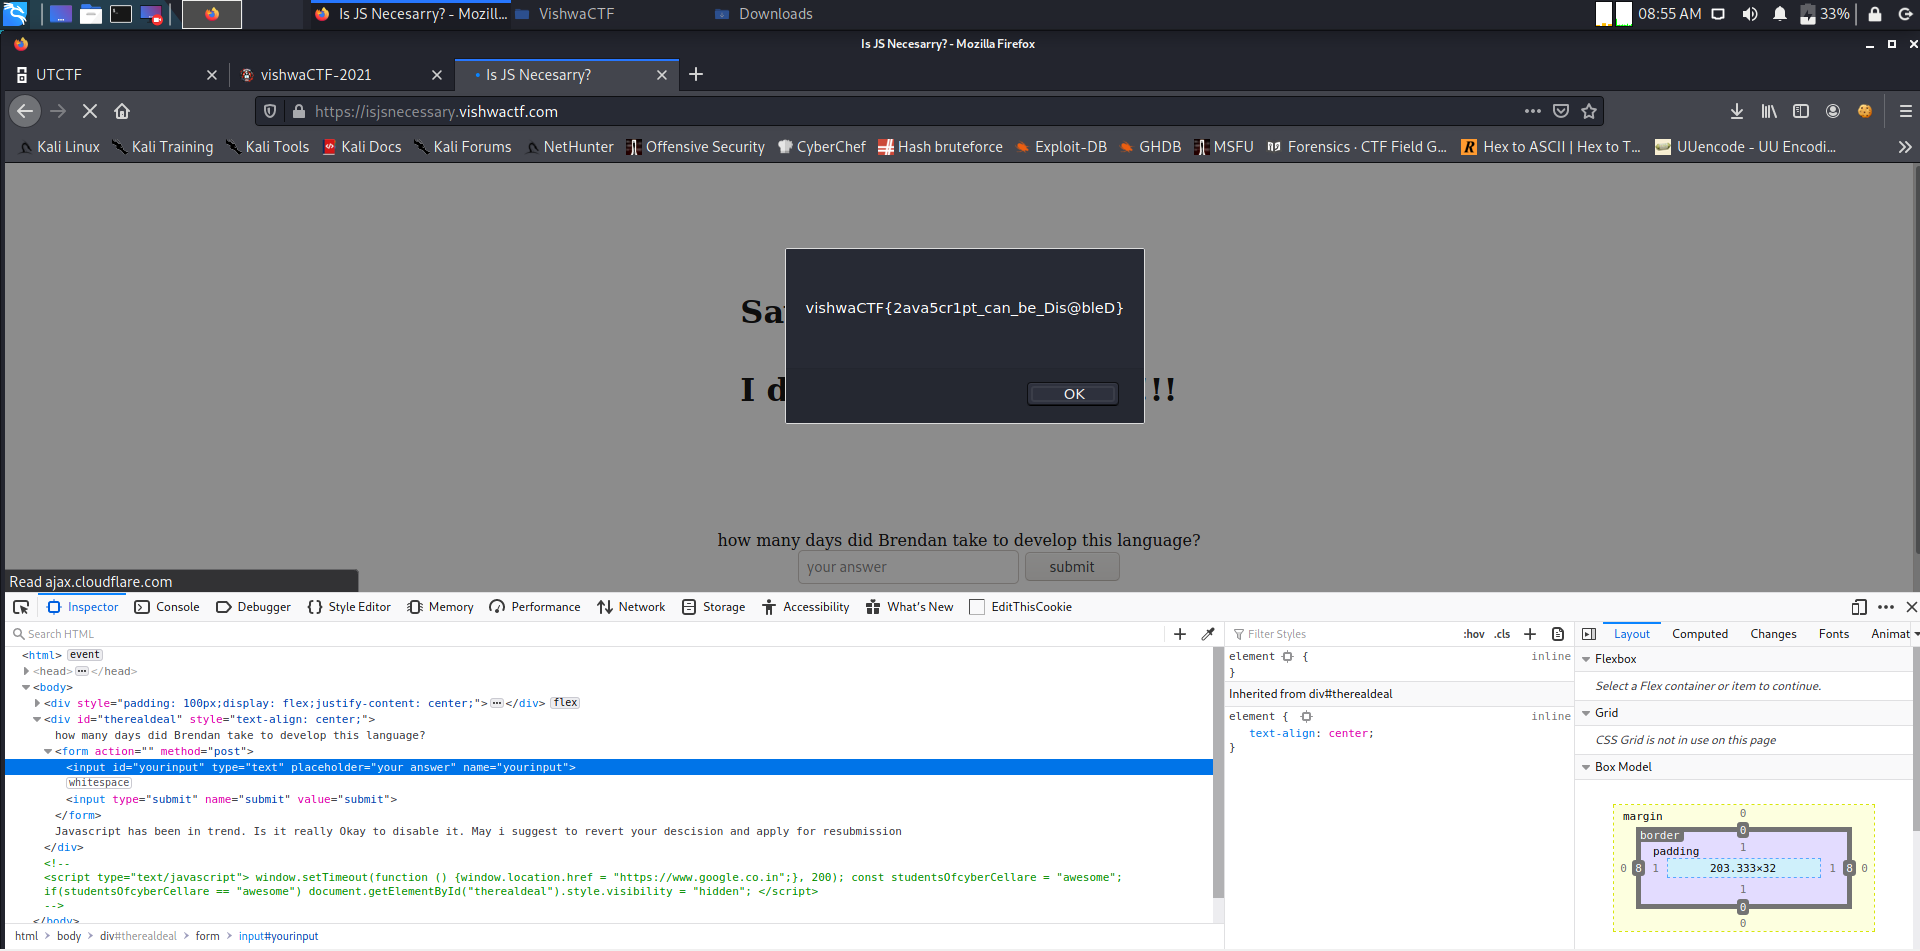 Is JS Necesarry? - Mozill... VishwaCTF Downloads 08:55 AM 33%
Is JS Necesarry? - Mozilla Firefox
UTCTF vishwaCTF-2021 Is JS Necesarry?
https://isjsnecessary.vishwactf.com
Kali Linux Kali Training Kali Tools Kali Docs Kali Forums NetHunter Offensive Security CyberChef Hash bruteforce Exploit-DB GHDB MSFU Forensics · CTF Field G... Hex to ASCII | Hex to T... UUencode - UU Encodi...
vishwaCTF{2ava5cr1pt_can_be_Dis@bleD}
Sa
I d !!
OK
how many days did Brendan take to develop this language?
your answer submit
Read ajax.cloudflare.com
Inspector Console Debugger Style Editor Memory Performance Network Storage Accessibility What's New EditThisCookie
Search HTML
<html> event
<head> </head>
<body>
<div style="padding: 100px;display: flex;justify-content: center;"> </div> flex
<div id="therealdeal" style="text-align: center;">
how many days did Brendan take to develop this language?
<form action="" method="post">
<input id="yourinput" type="text" placeholder="your answer" name="yourinput">
whitespace
<input type="submit" name="submit" value="submit">
</form>
Javascript has been in trend. Is it really Okay to disable it. May i suggest to revert your descision and apply for resubmission
</div>
<!--
<script type="text/javascript"> window.setTimeout(function () {window.location.href = "https://www.google.co.in";}, 200); const studentsOfcyberCellare = "awesome";
if(studentsOfcyberCellare == "awesome") document.getElementById("therealdeal").style.visibility = "hidden"; </script>
-->
</body>
html > body > div#therealdeal > form > input#yourinput
Filter Styles :hov .cls
element { inline
}
Inherited from div#therealdeal
element { inline
text-align: center;
}
Layout Computed Changes Fonts Animat
Flexbox
Select a Flex container or item to continue.
Grid
CSS Grid is not in use on this page
Box Model
margin 0
border 0
padding 1
0 8 1 203.333×32 1 8 0
1
0
0